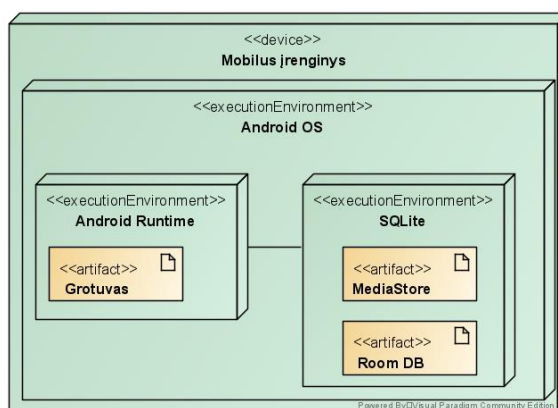 <<device>>
Mobilus įrenginys
<<executionEnvironment>>
Android OS
<<executionEnvironment>>
Android Runtime
<<artifact>>
Grotuvas
<<executionEnvironment>>
SQLite
<<artifact>>
MediaStore
<<artifact>>
Room DB
Powered By Visual Paradigm Community Edition